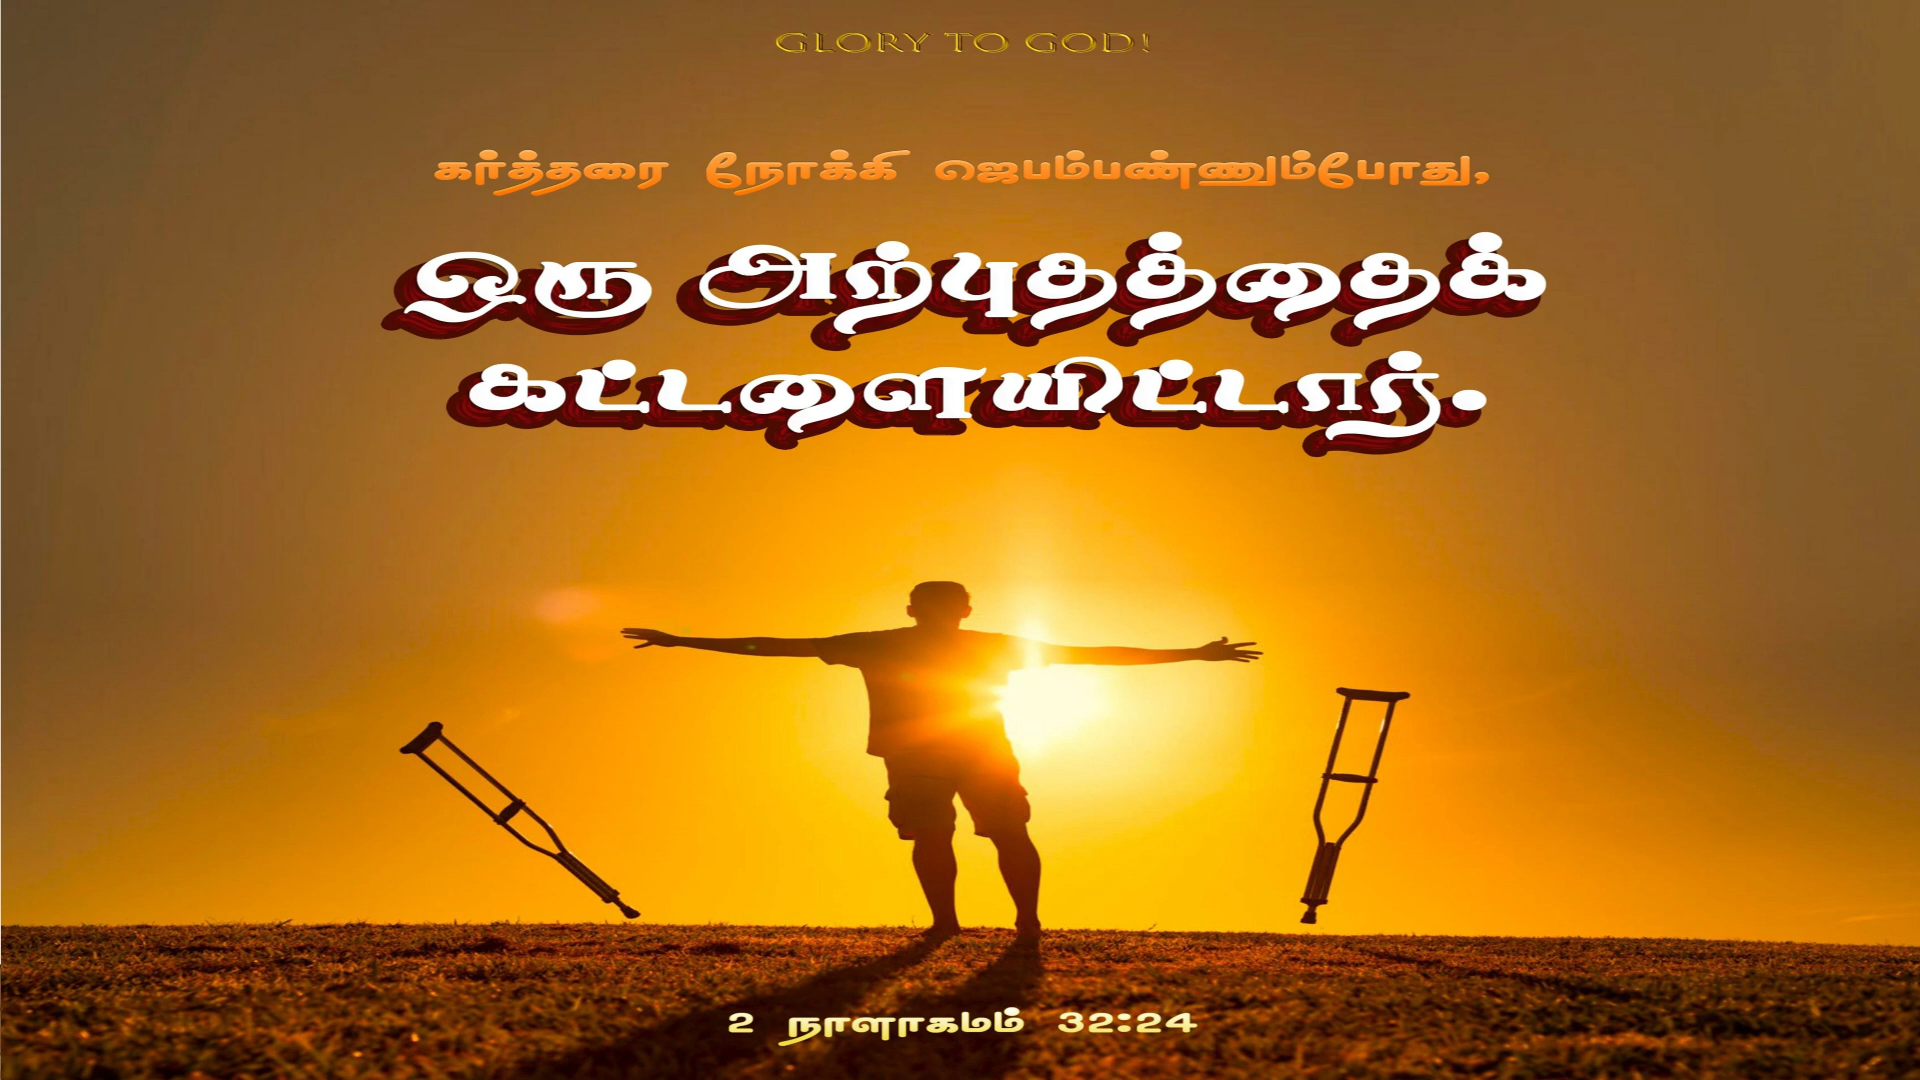 GLORY TO GOD!
கர்த்தரை நோக்கி ஜெபம்பண்ணும்போது,
ஒரு அற்புதத்தைக்
கட்டளையிட்டார்.
2 நாளாகமம் 32:24